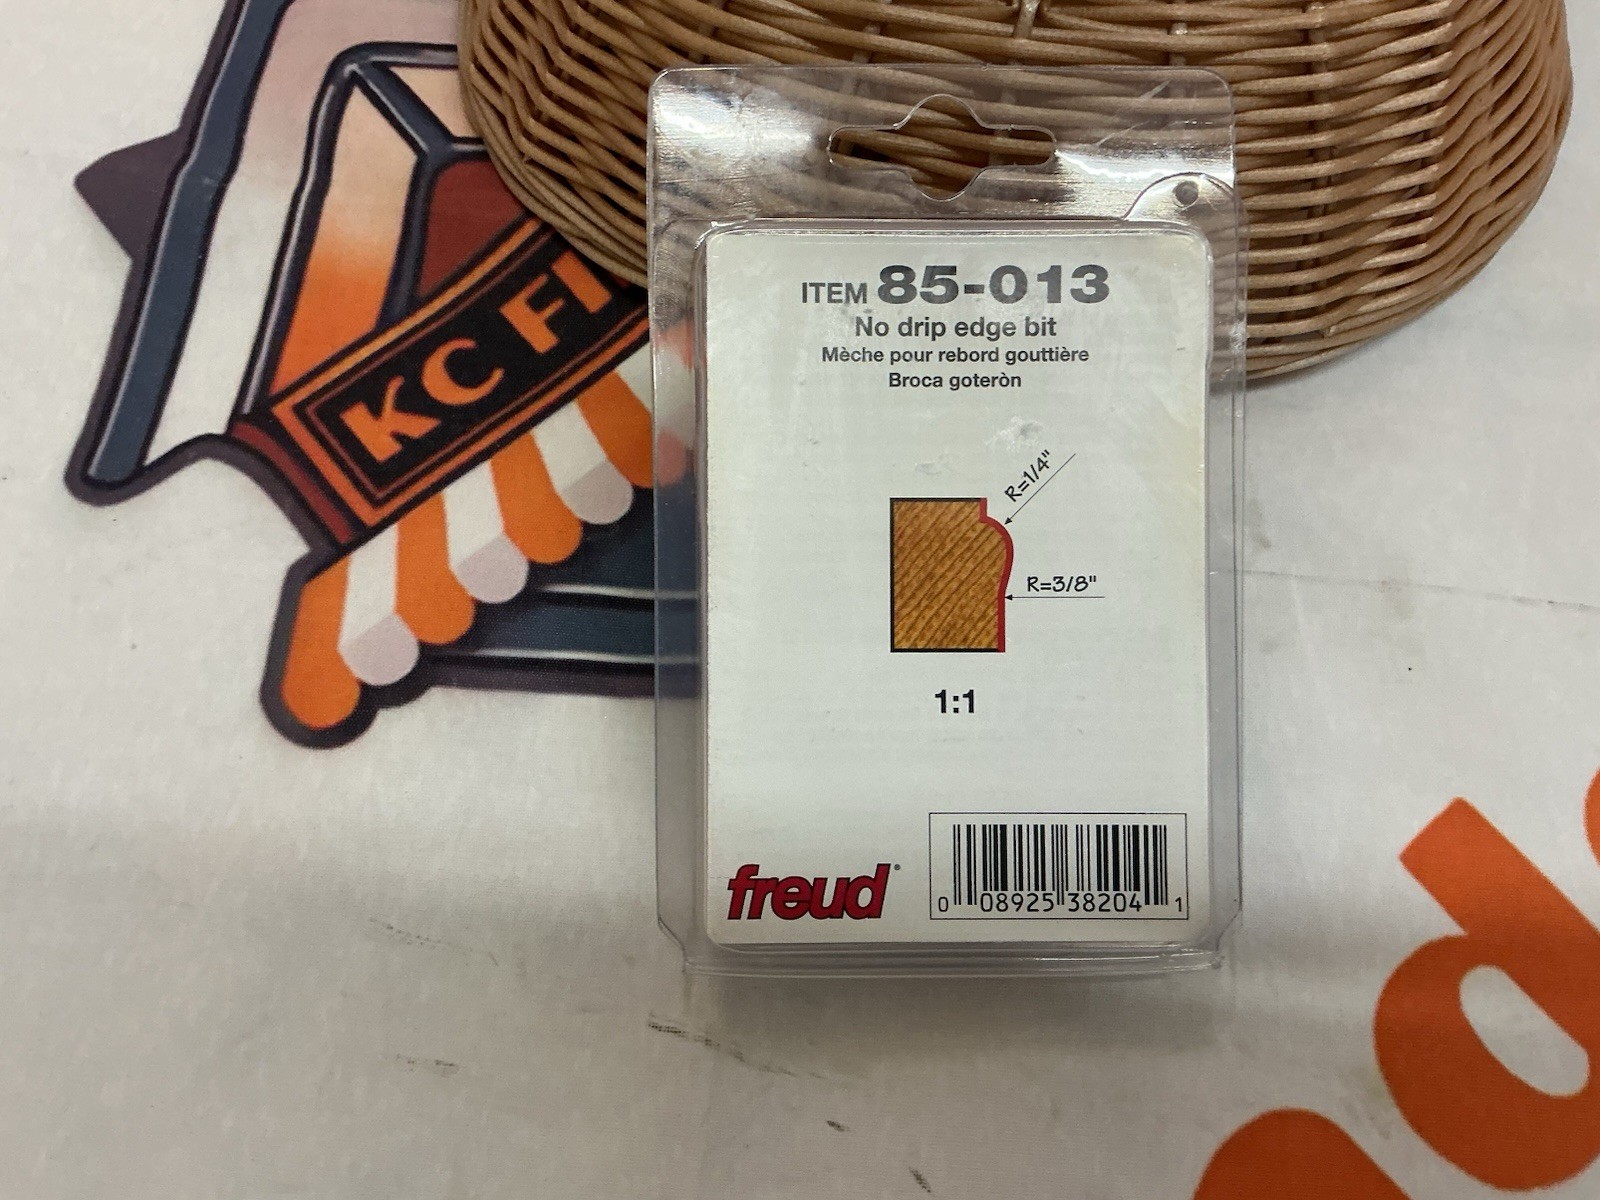 KC FI
ITEM 85-013
No drip edge bit
Mèche pour rebord gouttière
Broca goteròn
R=1/4"
R=3/8"
1:1
freud®
0 08925 38204 1
d